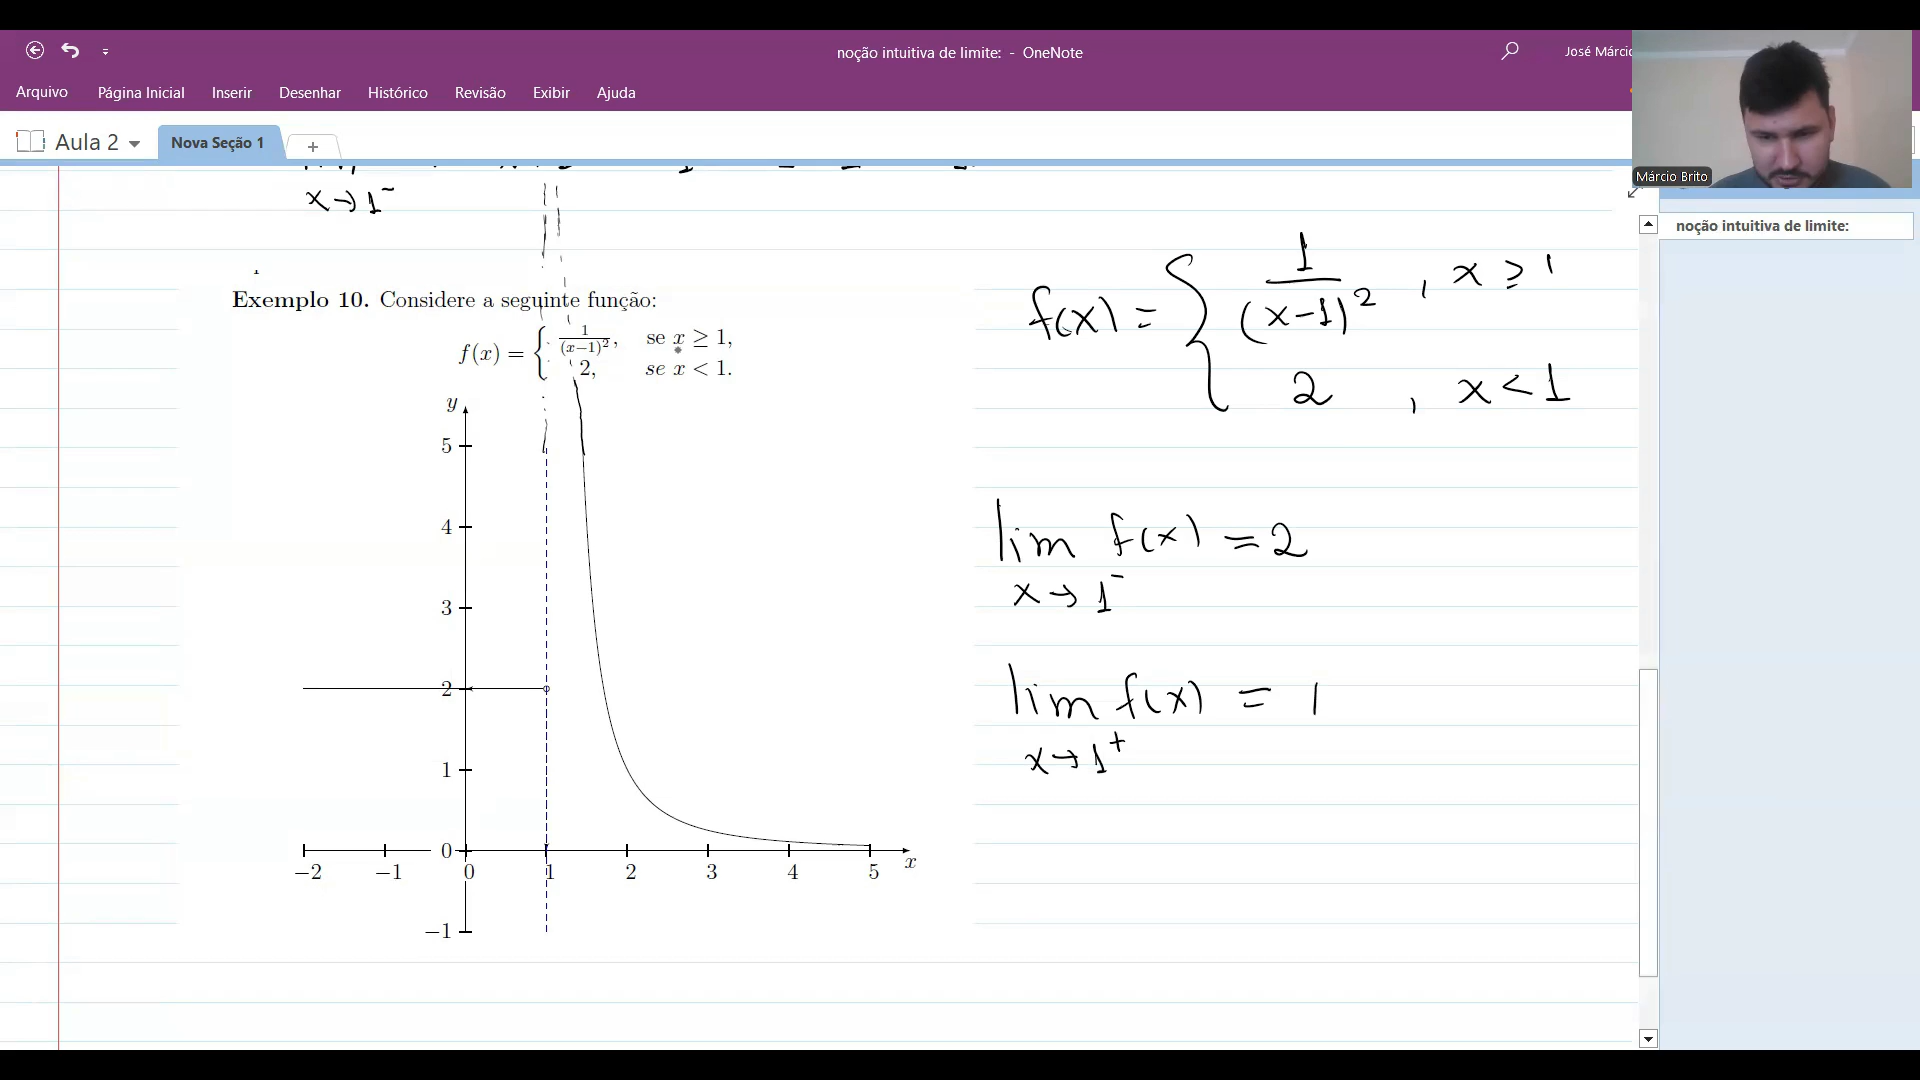 noção intuitiva de limite: - OneNote
José Márcio
Arquivo Página Inicial Inserir Desenhar Histórico Revisão Exibir Ajuda
Aula 2 Nova Seção 1 +
Márcio Brito
noção intuitiva de limite:
x→1⁻
Exemplo 10. Considere a seguinte função:
f(x) = { 1/(x−1)², se x ≥ 1,
2, se x < 1.
y
5
4
3
2
1
0
−1
−2 −1 0 1 2 3 4 5 x
f(x) = { 1/(x-1)² , x ≥ 1
2 , x < 1
lim f(x) = 2
x→1⁻
lim f(x) = 1
x→1⁺